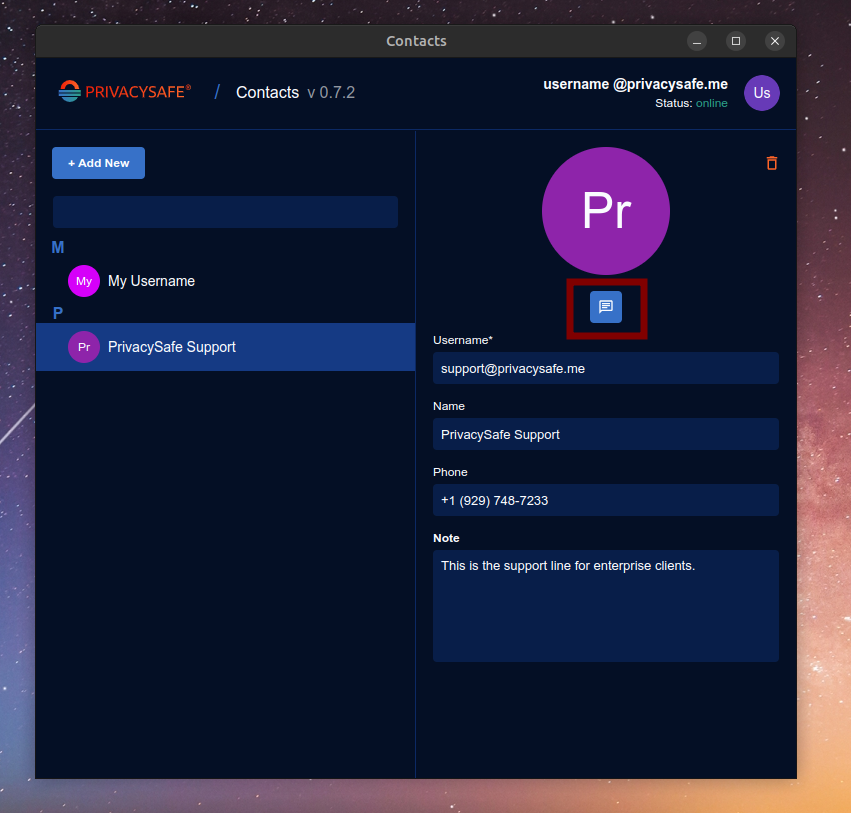 Contacts
PRIVACYSAFE®
/ Contacts v 0.7.2
username @privacysafe.me
Status: online
Us
+ Add New
M
My My Username
P
Pr PrivacySafe Support
Pr
Username*
support@privacysafe.me
Name
PrivacySafe Support
Phone
+1 (929) 748-7233
Note
This is the support line for enterprise clients.